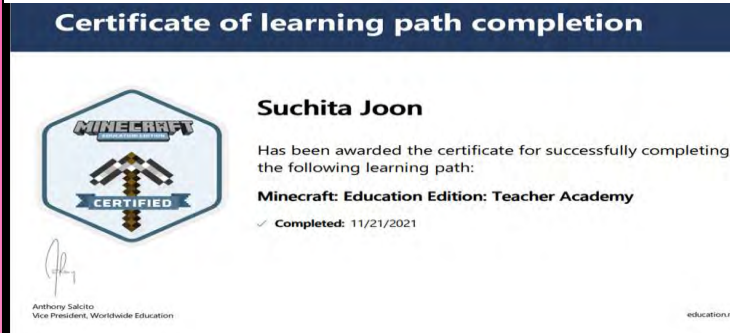 Certificate of learning path completion
MINECRAFT
EDUCATION EDITION
CERTIFIED
Suchita Joon
Has been awarded the certificate for successfully completing
the following learning path:
Minecraft: Education Edition: Teacher Academy
✓ Completed: 11/21/2021
Anthony Salcito
Vice President, Worldwide Education